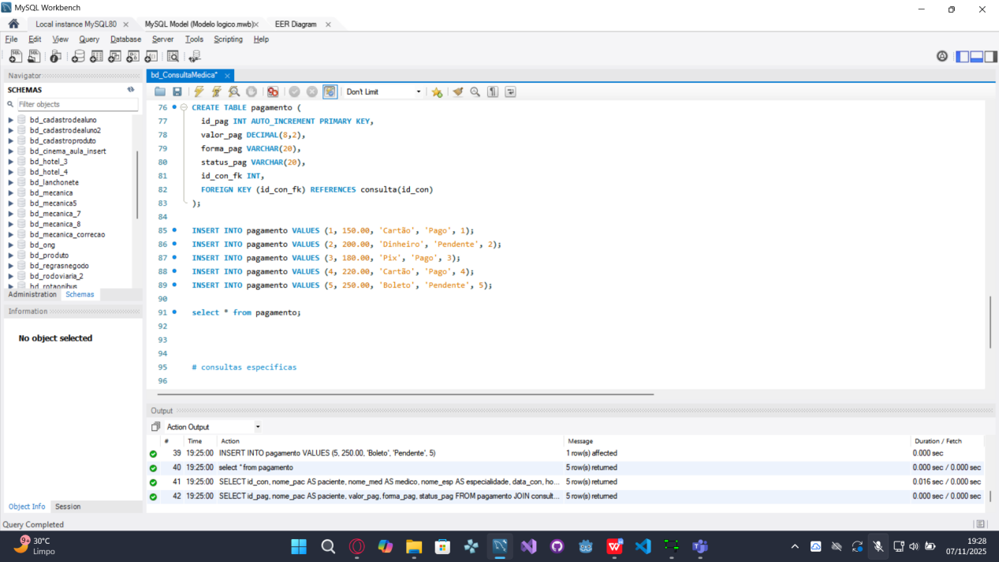 MySQL Workbench
Local instance MySQL80 ×
MySQL Model (Modelo logico.mwb)×
EER Diagram ×
File Edit View Query Database Server Tools Scripting Help
Navigator
SCHEMAS
Filter objects
bd_cadastrodealuno
bd_cadastrodealuno2
bd_cadastroproduto
bd_cinema_aula_insert
bd_hotel_3
bd_hotel_4
bd_lanchonete
bd_mecanica
bd_mecanica5
bd_mecanica_7
bd_mecanica_8
bd_mecanica_correcao
bd_ong
bd_produto
bd_regrasnegodo
bd_rodoviaria_2
bd_rotaonibus
Administration Schemas
Information
No object selected
Object Info Session
bd_ConsultaMedica* ×
Don't Limit
76 CREATE TABLE pagamento (
77 id_pag INT AUTO_INCREMENT PRIMARY KEY,
78 valor_pag DECIMAL(8,2),
79 forma_pag VARCHAR(20),
80 status_pag VARCHAR(20),
81 id_con_fk INT,
82 FOREIGN KEY (id_con_fk) REFERENCES consulta(id_con)
83 );
84
85 INSERT INTO pagamento VALUES (1, 150.00, 'Cartão', 'Pago', 1);
86 INSERT INTO pagamento VALUES (2, 200.00, 'Dinheiro', 'Pendente', 2);
87 INSERT INTO pagamento VALUES (3, 180.00, 'Pix', 'Pago', 3);
88 INSERT INTO pagamento VALUES (4, 220.00, 'Cartão', 'Pago', 4);
89 INSERT INTO pagamento VALUES (5, 250.00, 'Boleto', 'Pendente', 5);
90
91 select * from pagamento;
92
93
94
95 # consultas especificas
96
Output
Action Output
# Time Action Message Duration / Fetch
39 19:25:00 INSERT INTO pagamento VALUES (5, 250.00, 'Boleto', 'Pendente', 5) 1 row(s) affected 0.000 sec
40 19:25:00 select * from pagamento 5 row(s) returned 0.000 sec / 0.000 sec
41 19:25:00 SELECT id_con, nome_pac AS paciente, nome_med AS medico, nome_esp AS especialidade, data_con, ho... 5 row(s) returned 0.016 sec / 0.000 sec
42 19:25:00 SELECT id_pag, nome_pac AS paciente, valor_pag, forma_pag, status_pag FROM pagamento JOIN consult... 5 row(s) returned 0.000 sec / 0.000 sec
Query Completed
9+
30°C
Limpo
19:28
07/11/2025